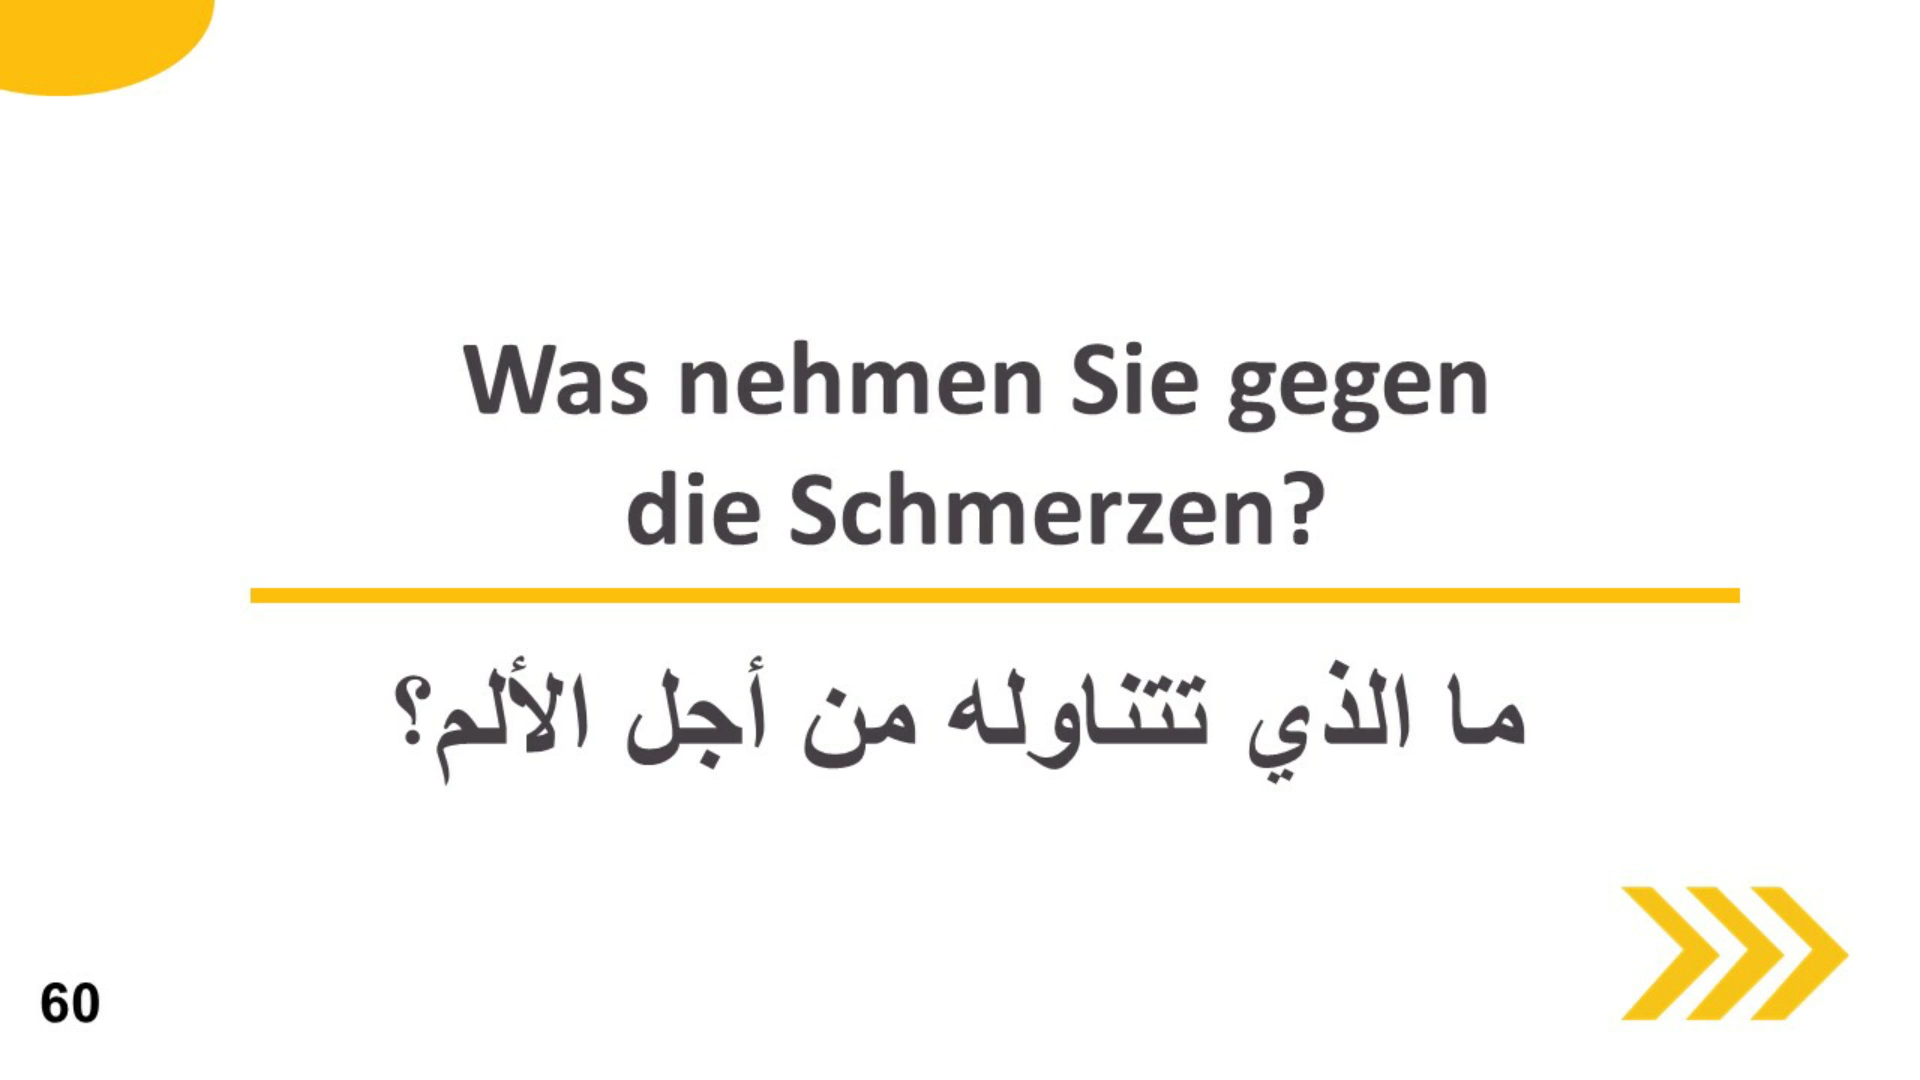 Was nehmen Sie gegen
die Schmerzen?
ما الذي تتناوله من أجل الألم؟
60